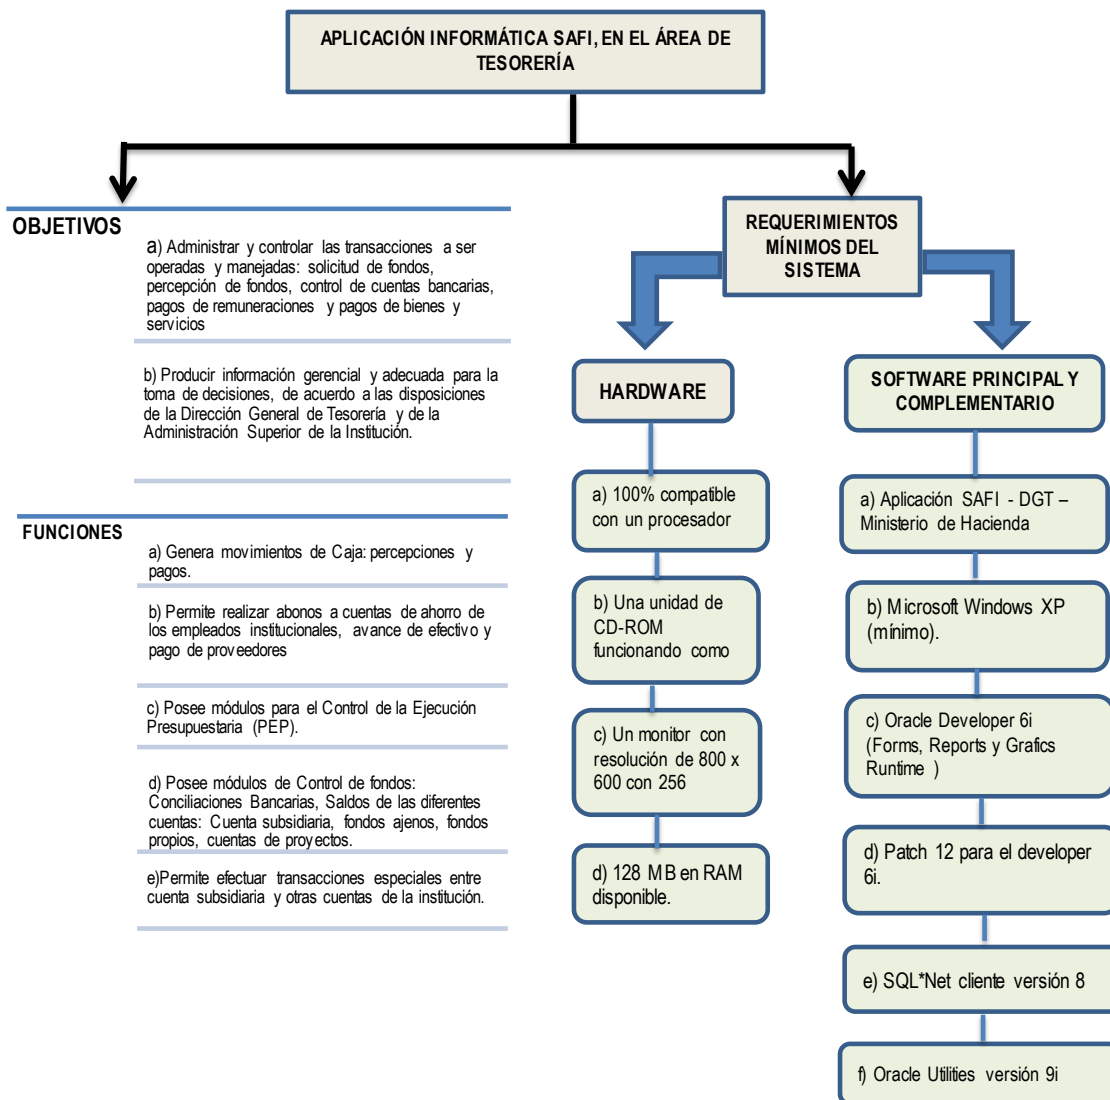 APLICACIÓN INFORMÁTICA SAFI, EN EL ÁREA DE
TESORERÍA
OBJETIVOS
a) Administrar y controlar las transacciones a ser
operadas y manejadas: solicitud de fondos,
percepción de fondos, control de cuentas bancarias,
pagos de remuneraciones y pagos de bienes y
servicios
b) Producir información gerencial y adecuada para la
toma de decisiones, de acuerdo a las disposiciones
de la Dirección General de Tesorería y de la
Administración Superior de la Institución.
FUNCIONES
a) Genera movimientos de Caja: percepciones y
pagos.
b) Permite realizar abonos a cuentas de ahorro de
los empleados institucionales, avance de efectivo y
pago de proveedores
c) Posee módulos para el Control de la Ejecución
Presupuestaria (PEP).
d) Posee módulos de Control de fondos:
Conciliaciones Bancarias, Saldos de las diferentes
cuentas: Cuenta subsidiaria, fondos ajenos, fondos
propios, cuentas de proyectos.
e)Permite efectuar transacciones especiales entre
cuenta subsidiaria y otras cuentas de la institución.
REQUERIMIENTOS
MÍNIMOS DEL
SISTEMA
HARDWARE
a) 100% compatible
con un procesador
b) Una unidad de
CD-ROM
funcionando como
c) Un monitor con
resolución de 800 x
600 con 256
d) 128 MB en RAM
disponible.
SOFTWARE PRINCIPAL Y
COMPLEMENTARIO
a) Aplicación SAFI - DGT –
Ministerio de Hacienda
b) Microsoft Windows XP
(mínimo).
c) Oracle Developer 6i
(Forms, Reports y Grafics
Runtime )
d) Patch 12 para el developer
6i.
e) SQL*Net cliente versión 8
f) Oracle Utilities versión 9i